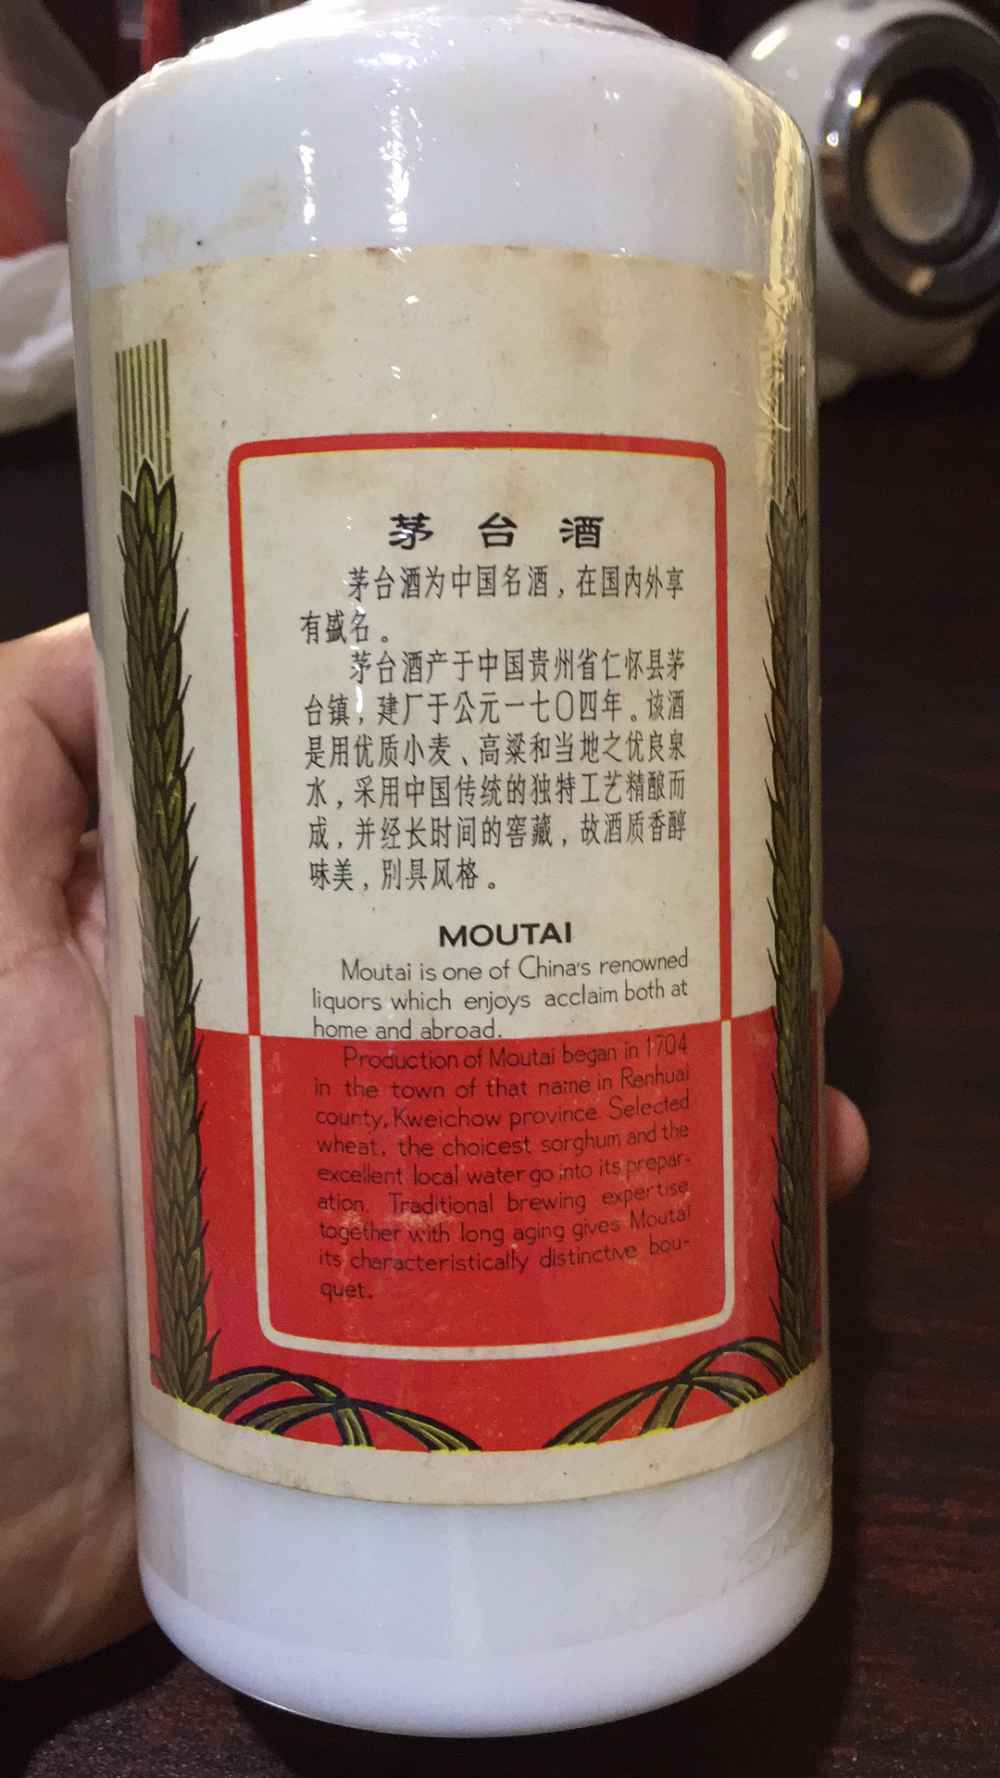 茅台酒
茅台酒为中国名酒，在国内外享
有盛名。
茅台酒产于中国贵州省仁怀县茅
台镇，建厂于公元一七〇四年。该酒
是用优质小麦、高粱和当地之优良泉
水，采用中国传统的独特工艺精酿而
成，并经长时间的窖藏，故酒质香醇
味美，别具风格。
MOUTAI
Moutai is one of China's renowned
liquors which enjoys acclaim both at
home and abroad.
Production of Moutai began in 1704
in the town of that name in Renhuai
county, Kweichow province. Selected
wheat, the choicest sorghum and the
excellent local water go into its prepar-
ation. Traditional brewing expertise
together with long aging gives Moutai
its characteristically distinctive bou-
quet.